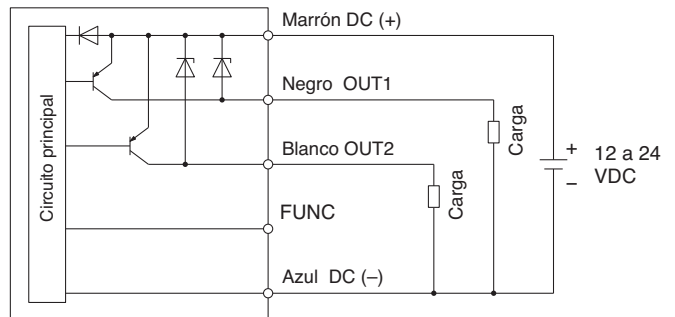 Circuito principal
Marrón DC (+)
Negro OUT1
Carga
+ 12 a 24
− VDC
Blanco OUT2
Carga
FUNC
Azul DC (−)